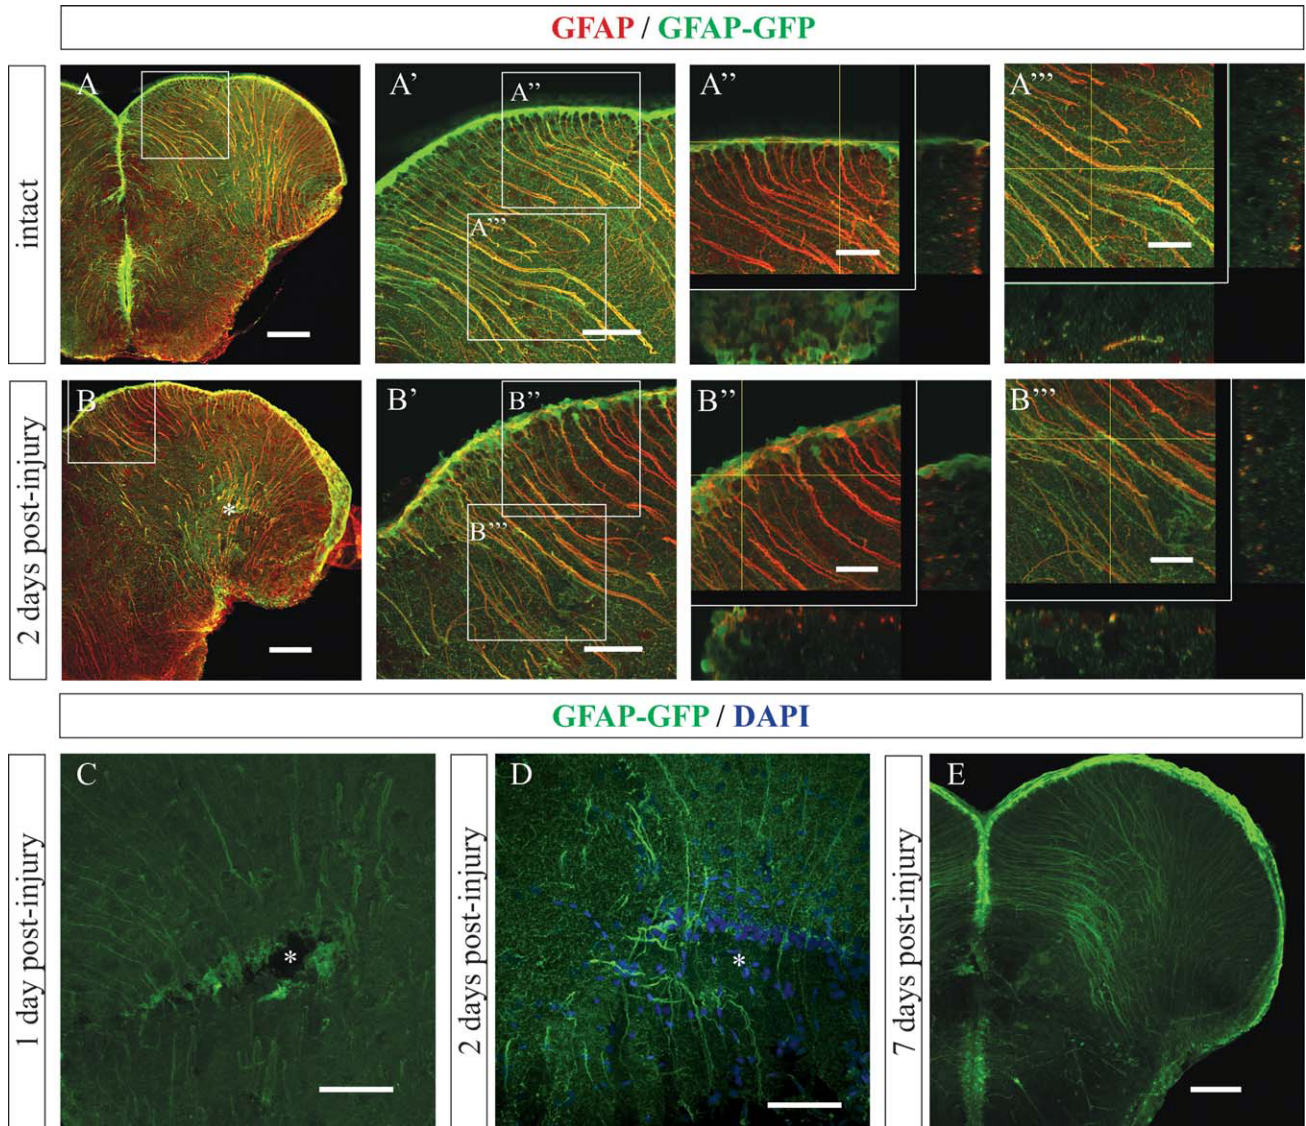 GFAP / GFAP-GFP
intact
A
A’
A’’
A’’’
A’’
A’’’
2 days post-injury
B
B’
B’’
B’’’
B’’
B’’’
GFAP-GFP / DAPI
1 day post-injury
C
*
2 days post-injury
D
*
7 days post-injury
E
*